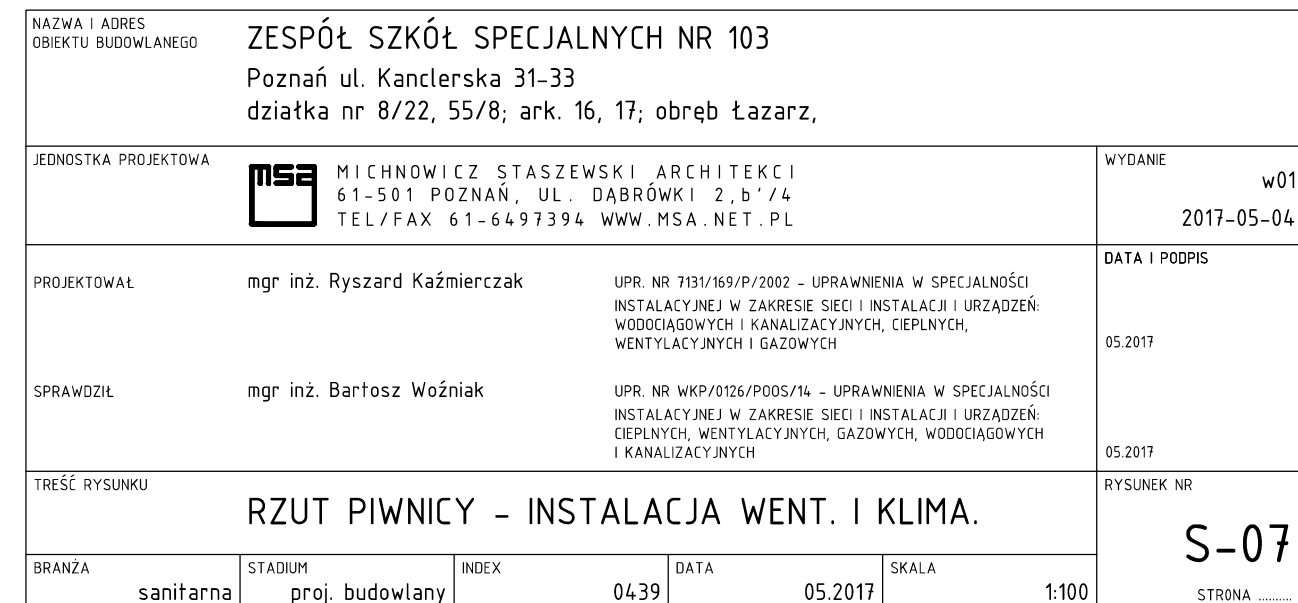 NAZWA I ADRES
OBIEKTU BUDOWLANEGO
ZESPÓŁ SZKÓŁ SPECJALNYCH NR 103
Poznań ul. Kanclerska 31-33
działka nr 8/22, 55/8; ark. 16, 17; obręb Łazarz,
JEDNOSTKA PROJEKTOWA
msa
MICHNOWICZ STASZEWSKI ARCHITEKCI
61-501 POZNAŃ, UL. DĄBRÓWKI 2,b'/4
TEL/FAX 61-6497394 WWW.MSA.NET.PL
WYDANIE
w01
2017-05-04
DATA I PODPIS
PROJEKTOWAŁ
mgr inż. Ryszard Kaźmierczak
UPR. NR 7131/169/P/2002 - UPRAWNIENIA W SPECJALNOŚCI
INSTALACYJNEJ W ZAKRESIE SIECI I INSTALACJI I URZĄDZEŃ:
WODOCIĄGOWYCH I KANALIZACYJNYCH, CIEPLNYCH,
WENTYLACYJNYCH I GAZOWYCH
05.2017
SPRAWDZIŁ
mgr inż. Bartosz Woźniak
UPR. NR WKP/0126/POOS/14 - UPRAWNIENIA W SPECJALNOŚCI
INSTALACYJNEJ W ZAKRESIE SIECI I INSTALACJI I URZĄDZEŃ:
CIEPLNYCH, WENTYLACYJNYCH, GAZOWYCH, WODOCIĄGOWYCH
I KANALIZACYJNYCH
05.2017
TREŚĆ RYSUNKU
RZUT PIWNICY - INSTALACJA WENT. I KLIMA.
RYSUNEK NR
S-07
STRONA ..........
BRANŻA
sanitarna
STADIUM
proj. budowlany
INDEX
0439
DATA
05.2017
SKALA
1:100